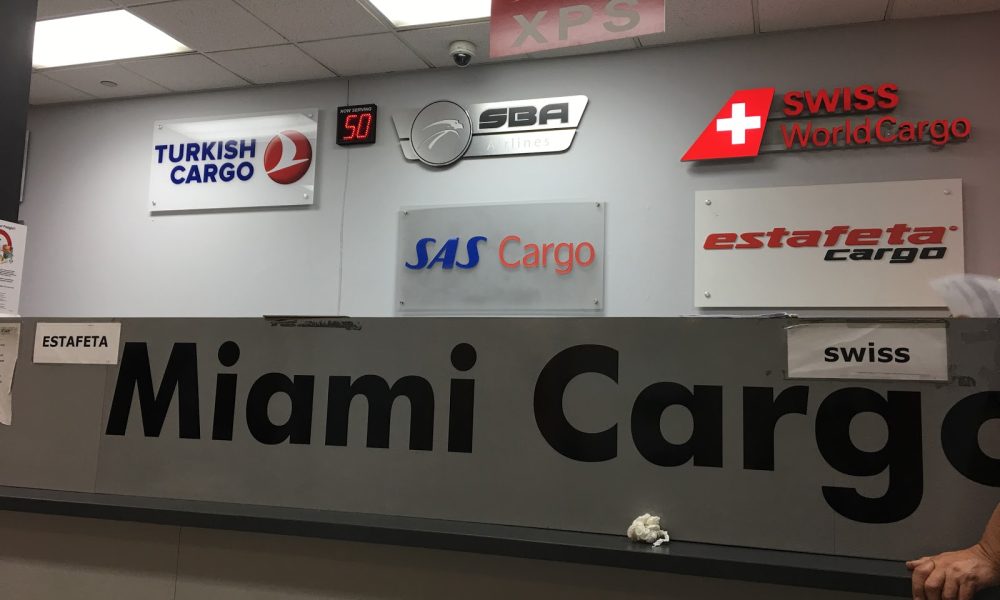 XPS
TURKISH
CARGO
NOW SERVING
50
SBA
Airlines
SWISS
WorldCargo
SAS Cargo
estafeta
cargo
ESTAFETA
swiss
Miami Cargo